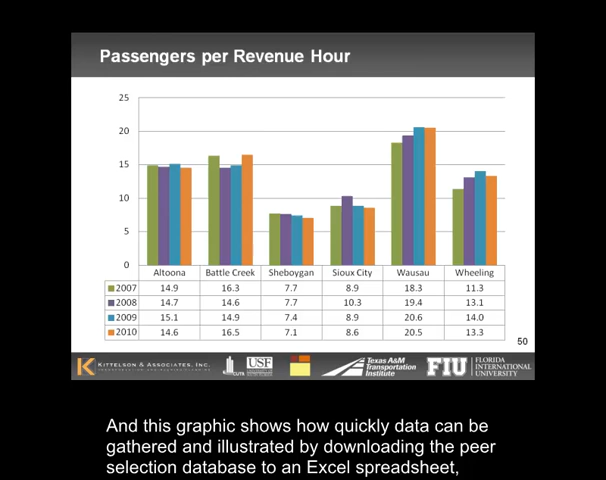 Passengers per Revenue Hour
25
20
15
10
5
0
Altoona Battle Creek Sheboygan Sioux City Wausau Wheeling
2007 14.9 16.3 7.7 8.9 18.3 11.3
2008 14.7 14.6 7.7 10.3 19.4 13.1
2009 15.1 14.9 7.4 8.9 20.6 14.0
2010 14.6 16.5 7.1 8.6 20.5 13.3
50
KITTELSON & ASSOCIATES, INC.
CUTR
USF
Texas A&M
Transportation
Institute
FIU
FLORIDA
INTERNATIONAL
UNIVERSITY
And this graphic shows how quickly data can be
gathered and illustrated by downloading the peer
selection database to an Excel spreadsheet,